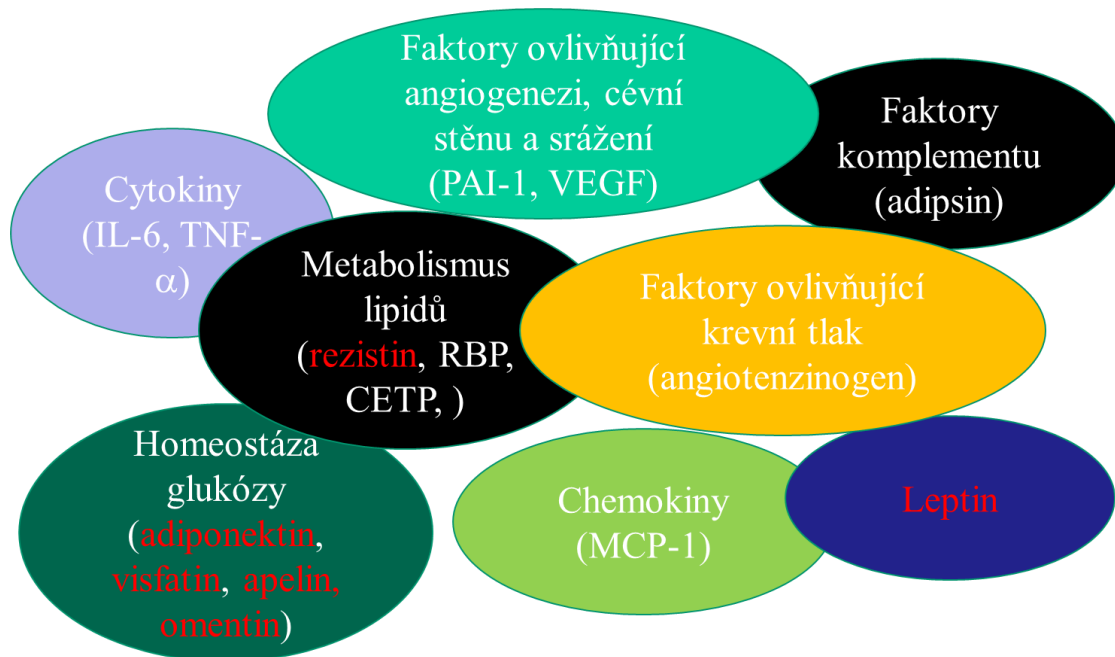 Faktory ovlivňující
angiogenezi, cévní
stěnu a srážení
(PAI-1, VEGF)
Faktory
komplementu
(adipsin)
Cytokiny
(IL-6, TNF-
α)
Metabolismus
lipidů
(rezistin, RBP,
CETP, )
Faktory ovlivňující
krevní tlak
(angiotenzinogen)
Homeostáza
glukózy
(adiponektin,
visfatin, apelin,
omentin)
Chemokiny
(MCP-1)
Leptin